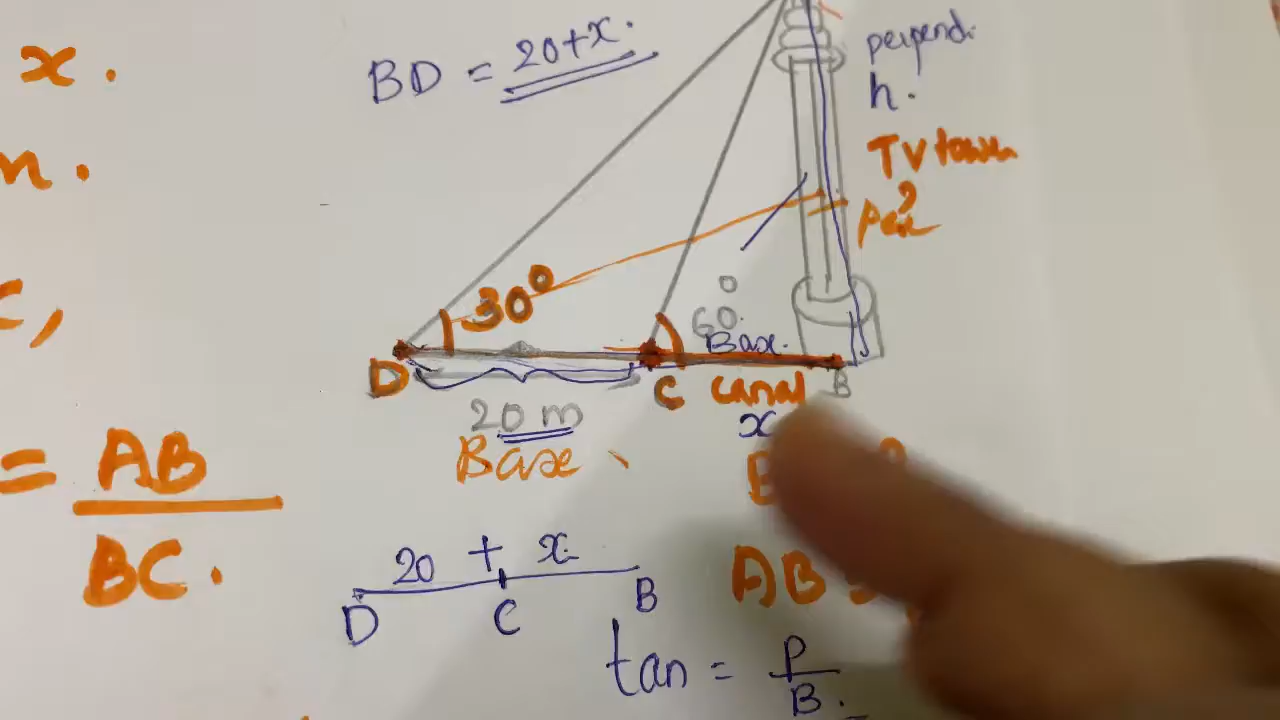 x.
BD = 20+x.
perpend.
h.
n.
TV tower
?
per
30°
60°
Base.
D
C
canal
B
20 m
x
Base
B ?
= AB
BC.
20 + x
D C B
AB
tan = P
B.